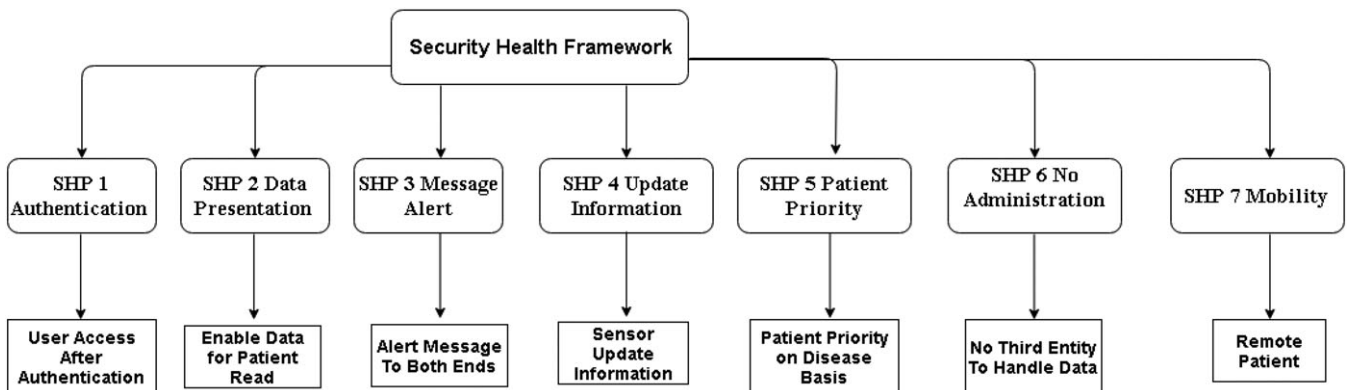 Security Health Framework
SHP 1
Authentication
SHP 2 Data
Presentation
SHP 3 Message
Alert
SHP 4 Update
Information
SHP 5 Patient
Priority
SHP 6 No
Administration
SHP 7 Mobility
User Access
After
Authentication
Enable Data
for Patient
Read
Alert Message
To Both Ends
Sensor
Update
Information
Patient Priority
on Disease
Basis
No Third Entity
To Handle Data
Remote
Patient